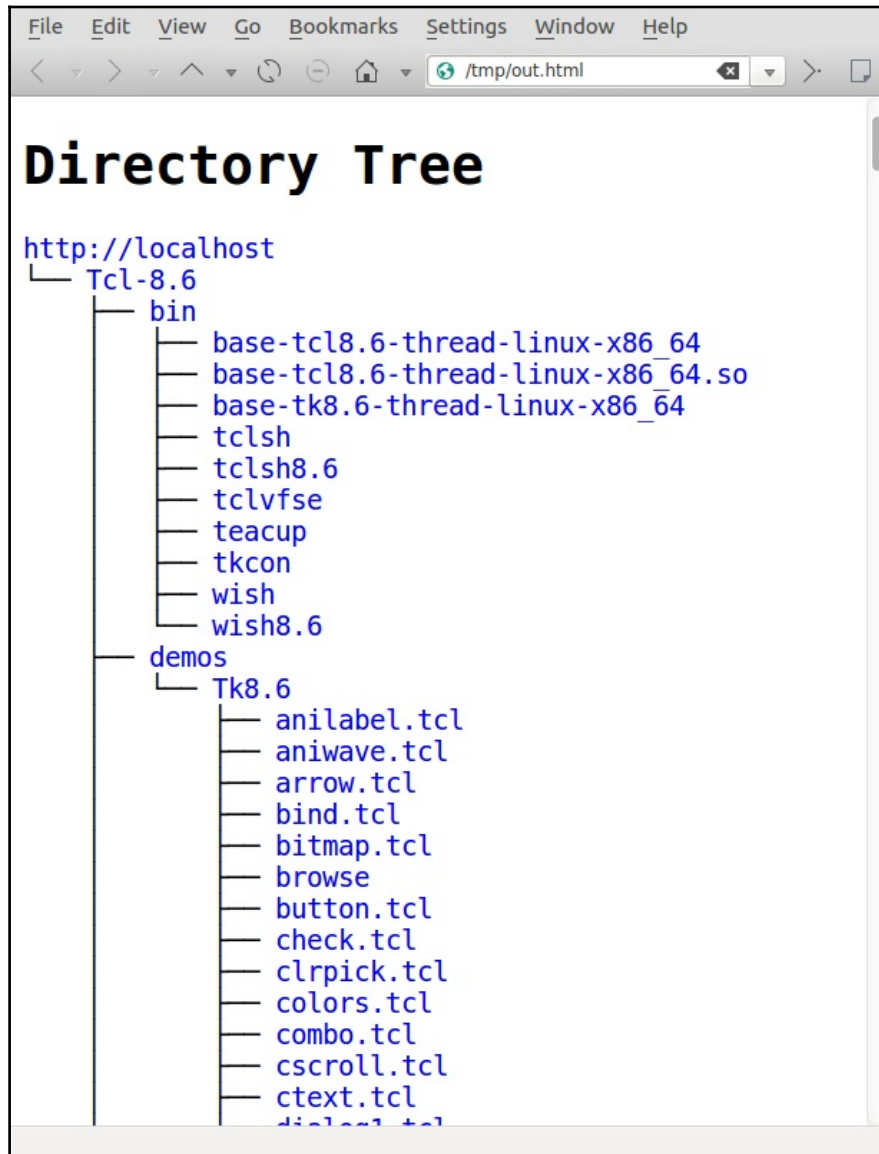 File Edit View Go Bookmarks Settings Window Help
/tmp/out.html
Directory Tree
http://localhost
└── Tcl-8.6
    ├── bin
    │   ├── base-tcl8.6-thread-linux-x86_64
    │   ├── base-tcl8.6-thread-linux-x86_64.so
    │   ├── base-tk8.6-thread-linux-x86_64
    │   ├── tclsh
    │   ├── tclsh8.6
    │   ├── tclvfse
    │   ├── teacup
    │   ├── tkcon
    │   ├── wish
    │   └── wish8.6
    ├── demos
    │   └── Tk8.6
    │       ├── anilabel.tcl
    │       ├── aniwave.tcl
    │       ├── arrow.tcl
    │       ├── bind.tcl
    │       ├── bitmap.tcl
    │       ├── browse
    │       ├── button.tcl
    │       ├── check.tcl
    │       ├── clrpick.tcl
    │       ├── colors.tcl
    │       ├── combo.tcl
    │       ├── cscroll.tcl
    │       ├── ctext.tcl
    │       ├── dialog1.tcl